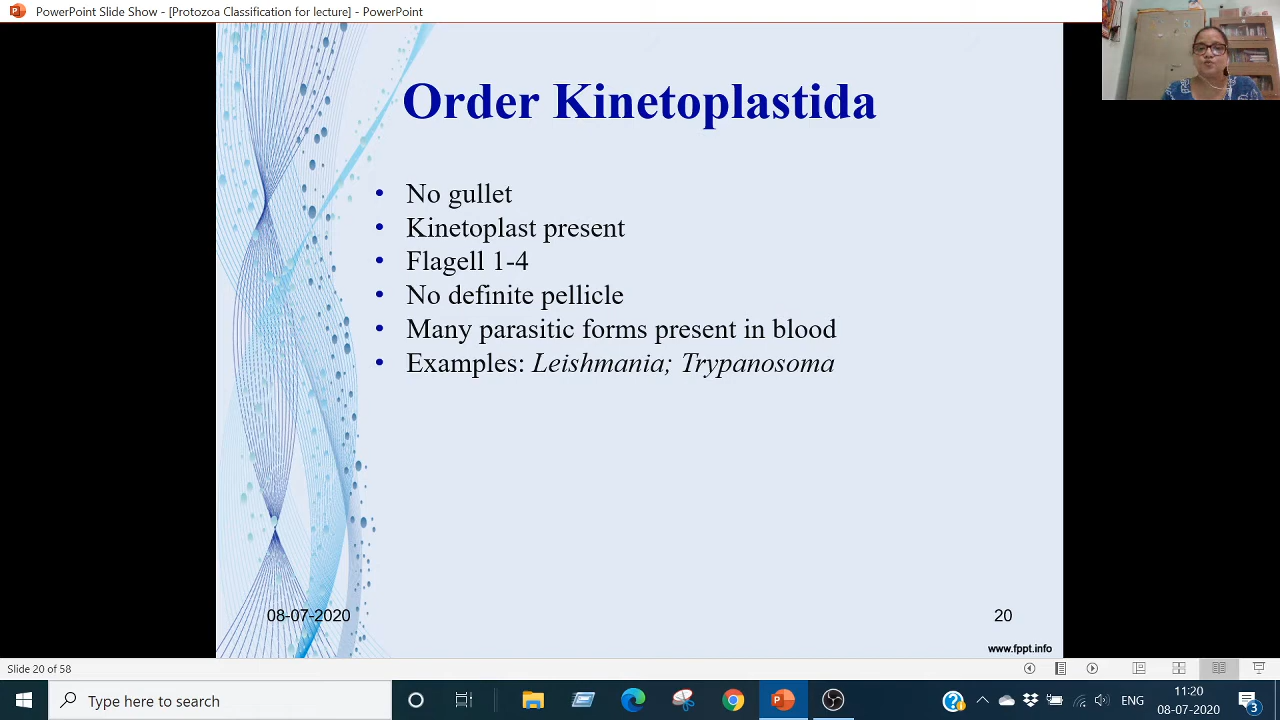 PowerPoint Slide Show - [Protozoa Classification for lecture] - PowerPoint
Order Kinetoplastida
• No gullet
• Kinetoplast present
• Flagell 1-4
• No definite pellicle
• Many parasitic forms present in blood
• Examples: Leishmania; Trypanosoma
08-07-2020
20
www.fppt.info
Slide 20 of 58
Type here to search
ENG
11:20
08-07-2020
3